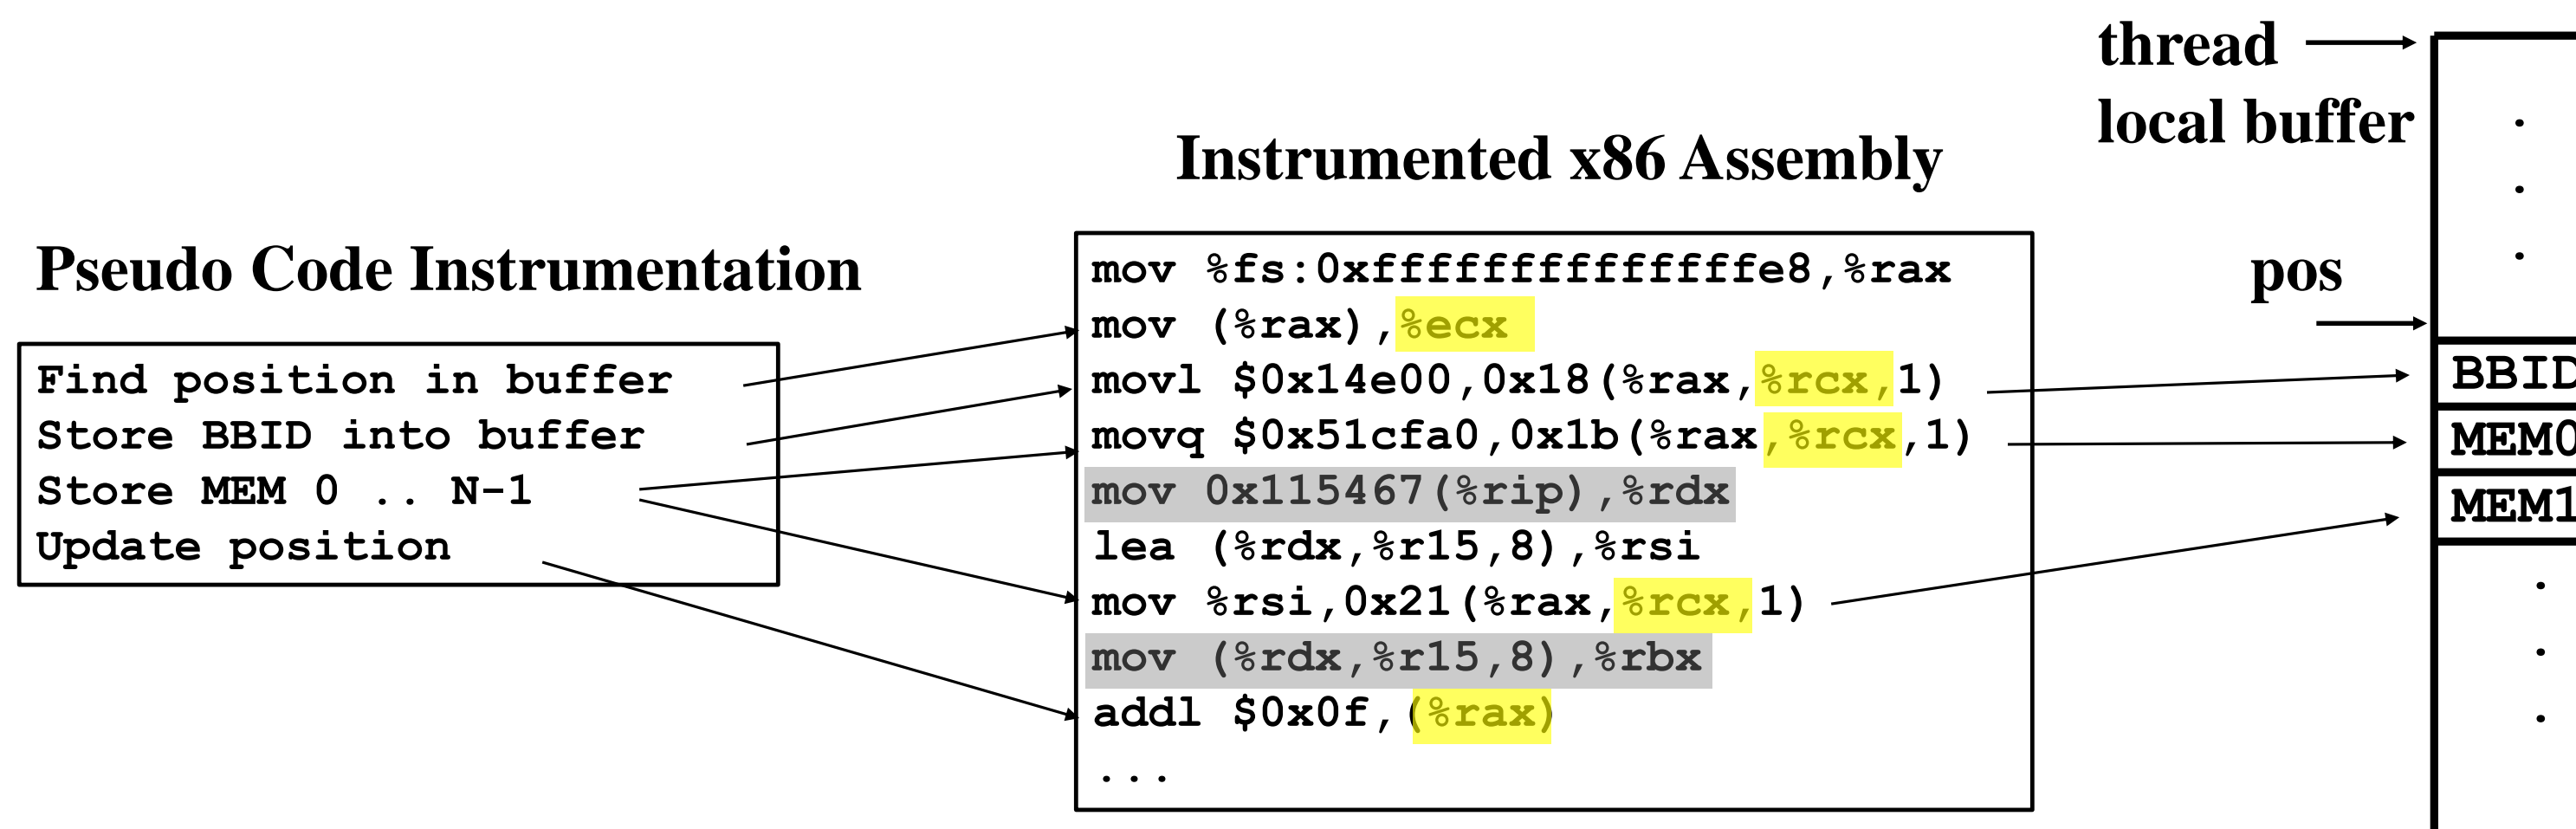 Pseudo Code Instrumentation
Find position in buffer
Store BBID into buffer
Store MEM 0 .. N-1
Update position
Instrumented x86 Assembly
mov %fs:0xffffffffffffffe8,%rax
mov (%rax),%ecx
movl $0x14e00,0x18(%rax,%rcx,1)
movq $0x51cfa0,0x1b(%rax,%rcx,1)
mov 0x115467(%rip),%rdx
lea (%rdx,%r15,8),%rsi
mov %rsi,0x21(%rax,%rcx,1)
mov (%rdx,%r15,8),%rbx
addl $0x0f,(%rax)
...
thread
local buffer
pos
BBID
MEM0
MEM1